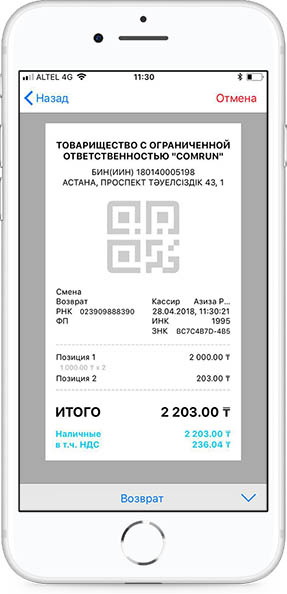 ALTEL 4G 11:30
Назад Отмена
ТОВАРИЩЕСТВО С ОГРАНИЧЕННОЙ
ОТВЕТСТВЕННОСТЬЮ "COMRUN"
БИН(ИИН) 180140005198
АСТАНА, ПРОСПЕКТ ТӘУЕЛСІЗДІК 43, 1
Смена
Возврат Кассир Азиза Р...
РНК 023909888390 28.04.2018, 11:30:21
ФП ИНК 1995
ЗНК BC7C4B7D-485
Позиция 1 2 000.00 ₸
1 000.00 ₸ x 2
Позиция 2 203.00 ₸
ИТОГО 2 203.00 ₸
Наличные 2 203.00 ₸
в т.ч. НДС 236.04 ₸
Возврат